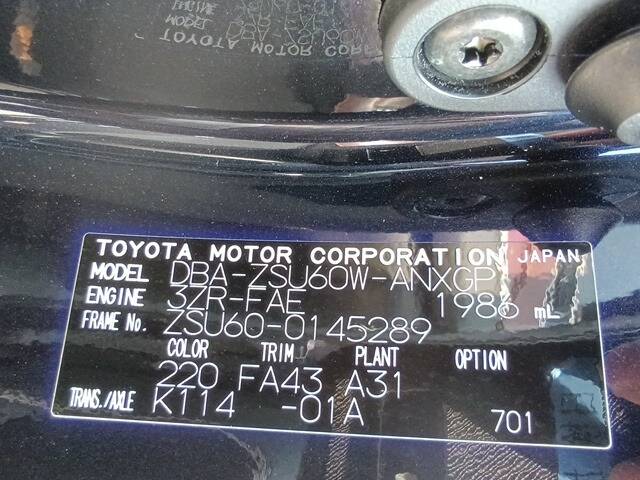 TOYOTA MOTOR CORPORATION JAPAN
MODEL DBA-ZSU60W-ANXGP
ENGINE 3ZR-FAE 1986 mL
FRAME No. ZSU60-0145289
COLOR TRIM PLANT OPTION
220 FA43 A31
TRANS./AXLE K114 -01A 701